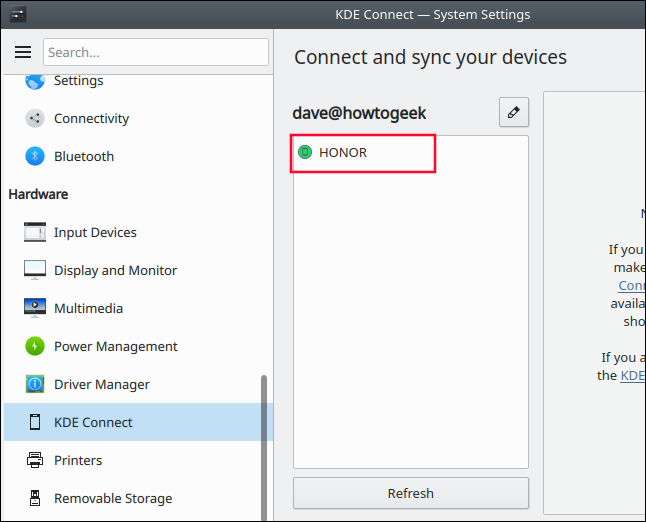 KDE Connect — System Settings
Search...
Settings
Connectivity
Bluetooth
Hardware
Input Devices
Display and Monitor
Multimedia
Power Management
Driver Manager
KDE Connect
Printers
Removable Storage
Connect and sync your devices
dave@howtogeek
HONOR
Refresh
If you
make
availa
sho
If you a
the KDE